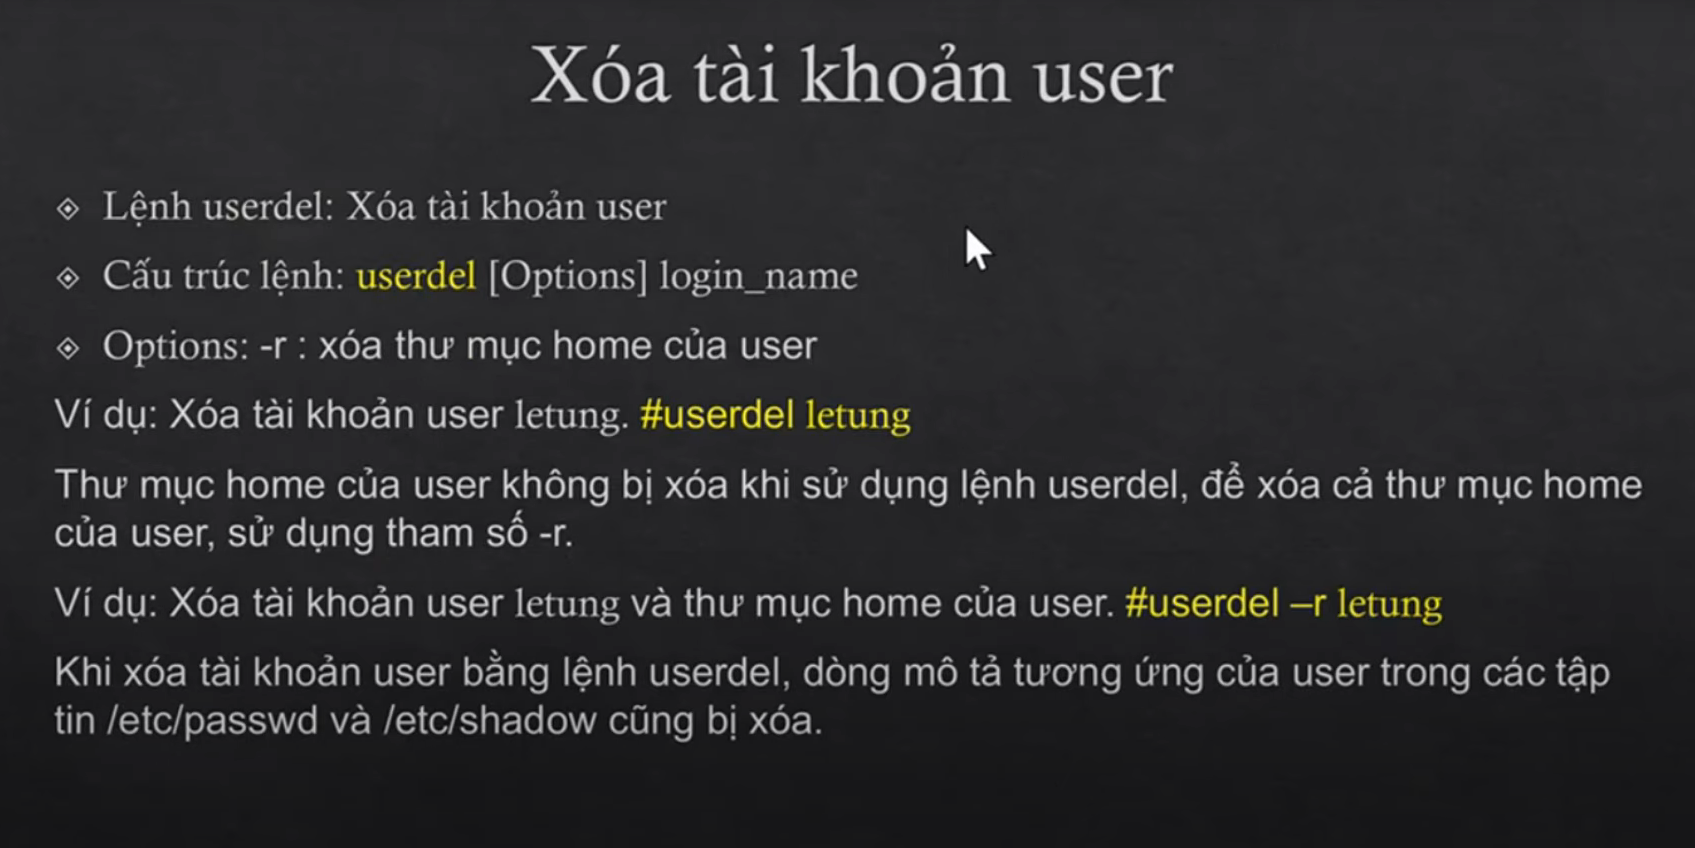 Xóa tài khoản user
Lệnh userdel: Xóa tài khoản user
Cấu trúc lệnh: userdel [Options] login_name
Options: -r : xóa thư mục home của user
Ví dụ: Xóa tài khoản user letung. #userdel letung
Thư mục home của user không bị xóa khi sử dụng lệnh userdel, để xóa cả thư mục home
của user, sử dụng tham số -r.
Ví dụ: Xóa tài khoản user letung và thư mục home của user. #userdel –r letung
Khi xóa tài khoản user bằng lệnh userdel, dòng mô tả tương ứng của user trong các tập
tin /etc/passwd và /etc/shadow cũng bị xóa.